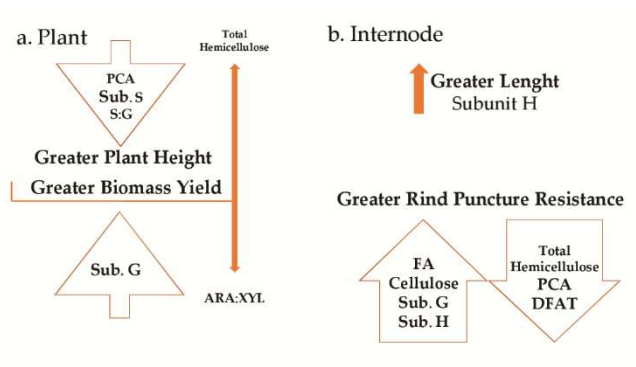 a. Plant
Total
Hemicellulose
PCA
Sub. S
S:G
Greater Plant Height
Greater Biomass Yield
Sub. G
ARA:XYL
b. Internode
Greater Lenght
Subunit H
Greater Rind Puncture Resistance
FA
Cellulose
Sub. G
Sub. H
Total
Hemicellulose
PCA
DFAT